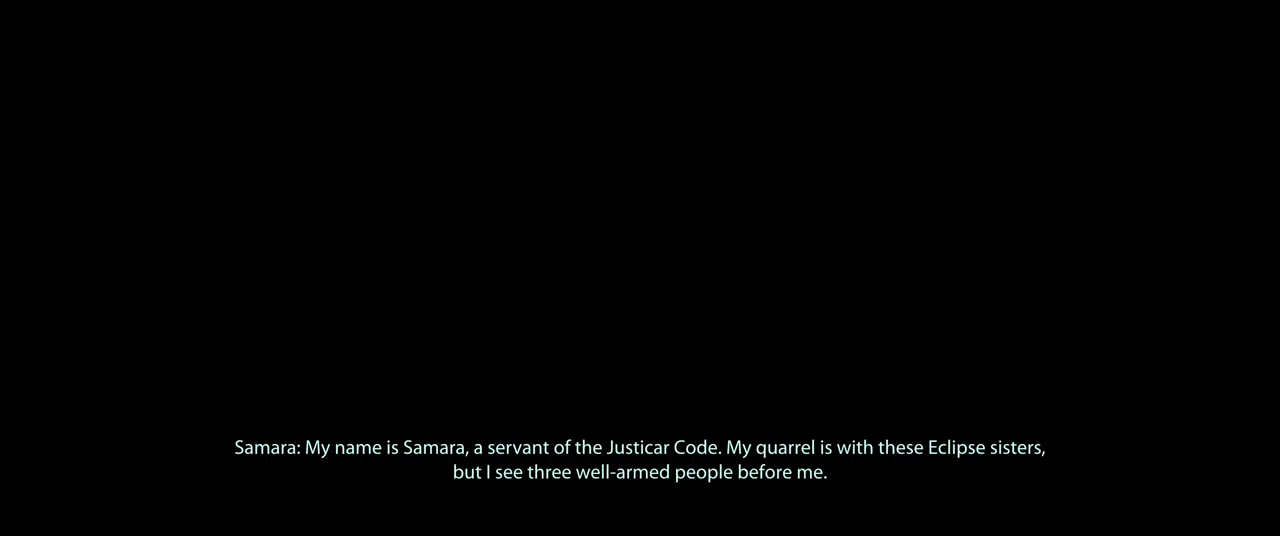 Samara: My name is Samara, a servant of the Justicar Code. My quarrel is with these Eclipse sisters,
but I see three well-armed people before me.